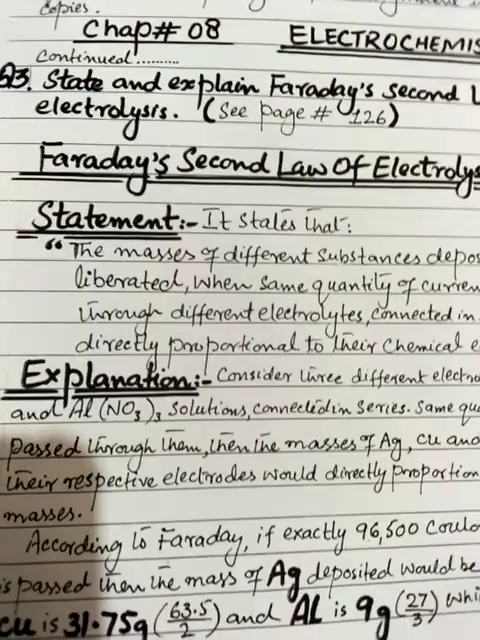 copies.
Chap# 08 ELECTROCHEMIS
Continued..........
Q3. State and explain Faraday's second L
electrolysis. (See page # 126)
Faraday's Second Law Of Electroly
Statement:- It states that:
"The masses of different substances depos
liberated, when same quantity of curren
through different electrolytes, connected in
directly proportional to their chemical e
Explanation:- Consider three different electro
and Al(NO3)3 solutions, connected in series. Same qu
passed through them, then the masses of Ag, cu and
their respective electrodes would directly proportion
masses.
According to Faraday, if exactly 96,500 coulo
is passed then the mass of Ag deposited would be
cu is 31.75g (63.5/2) and Al is 9g (27/3) whi